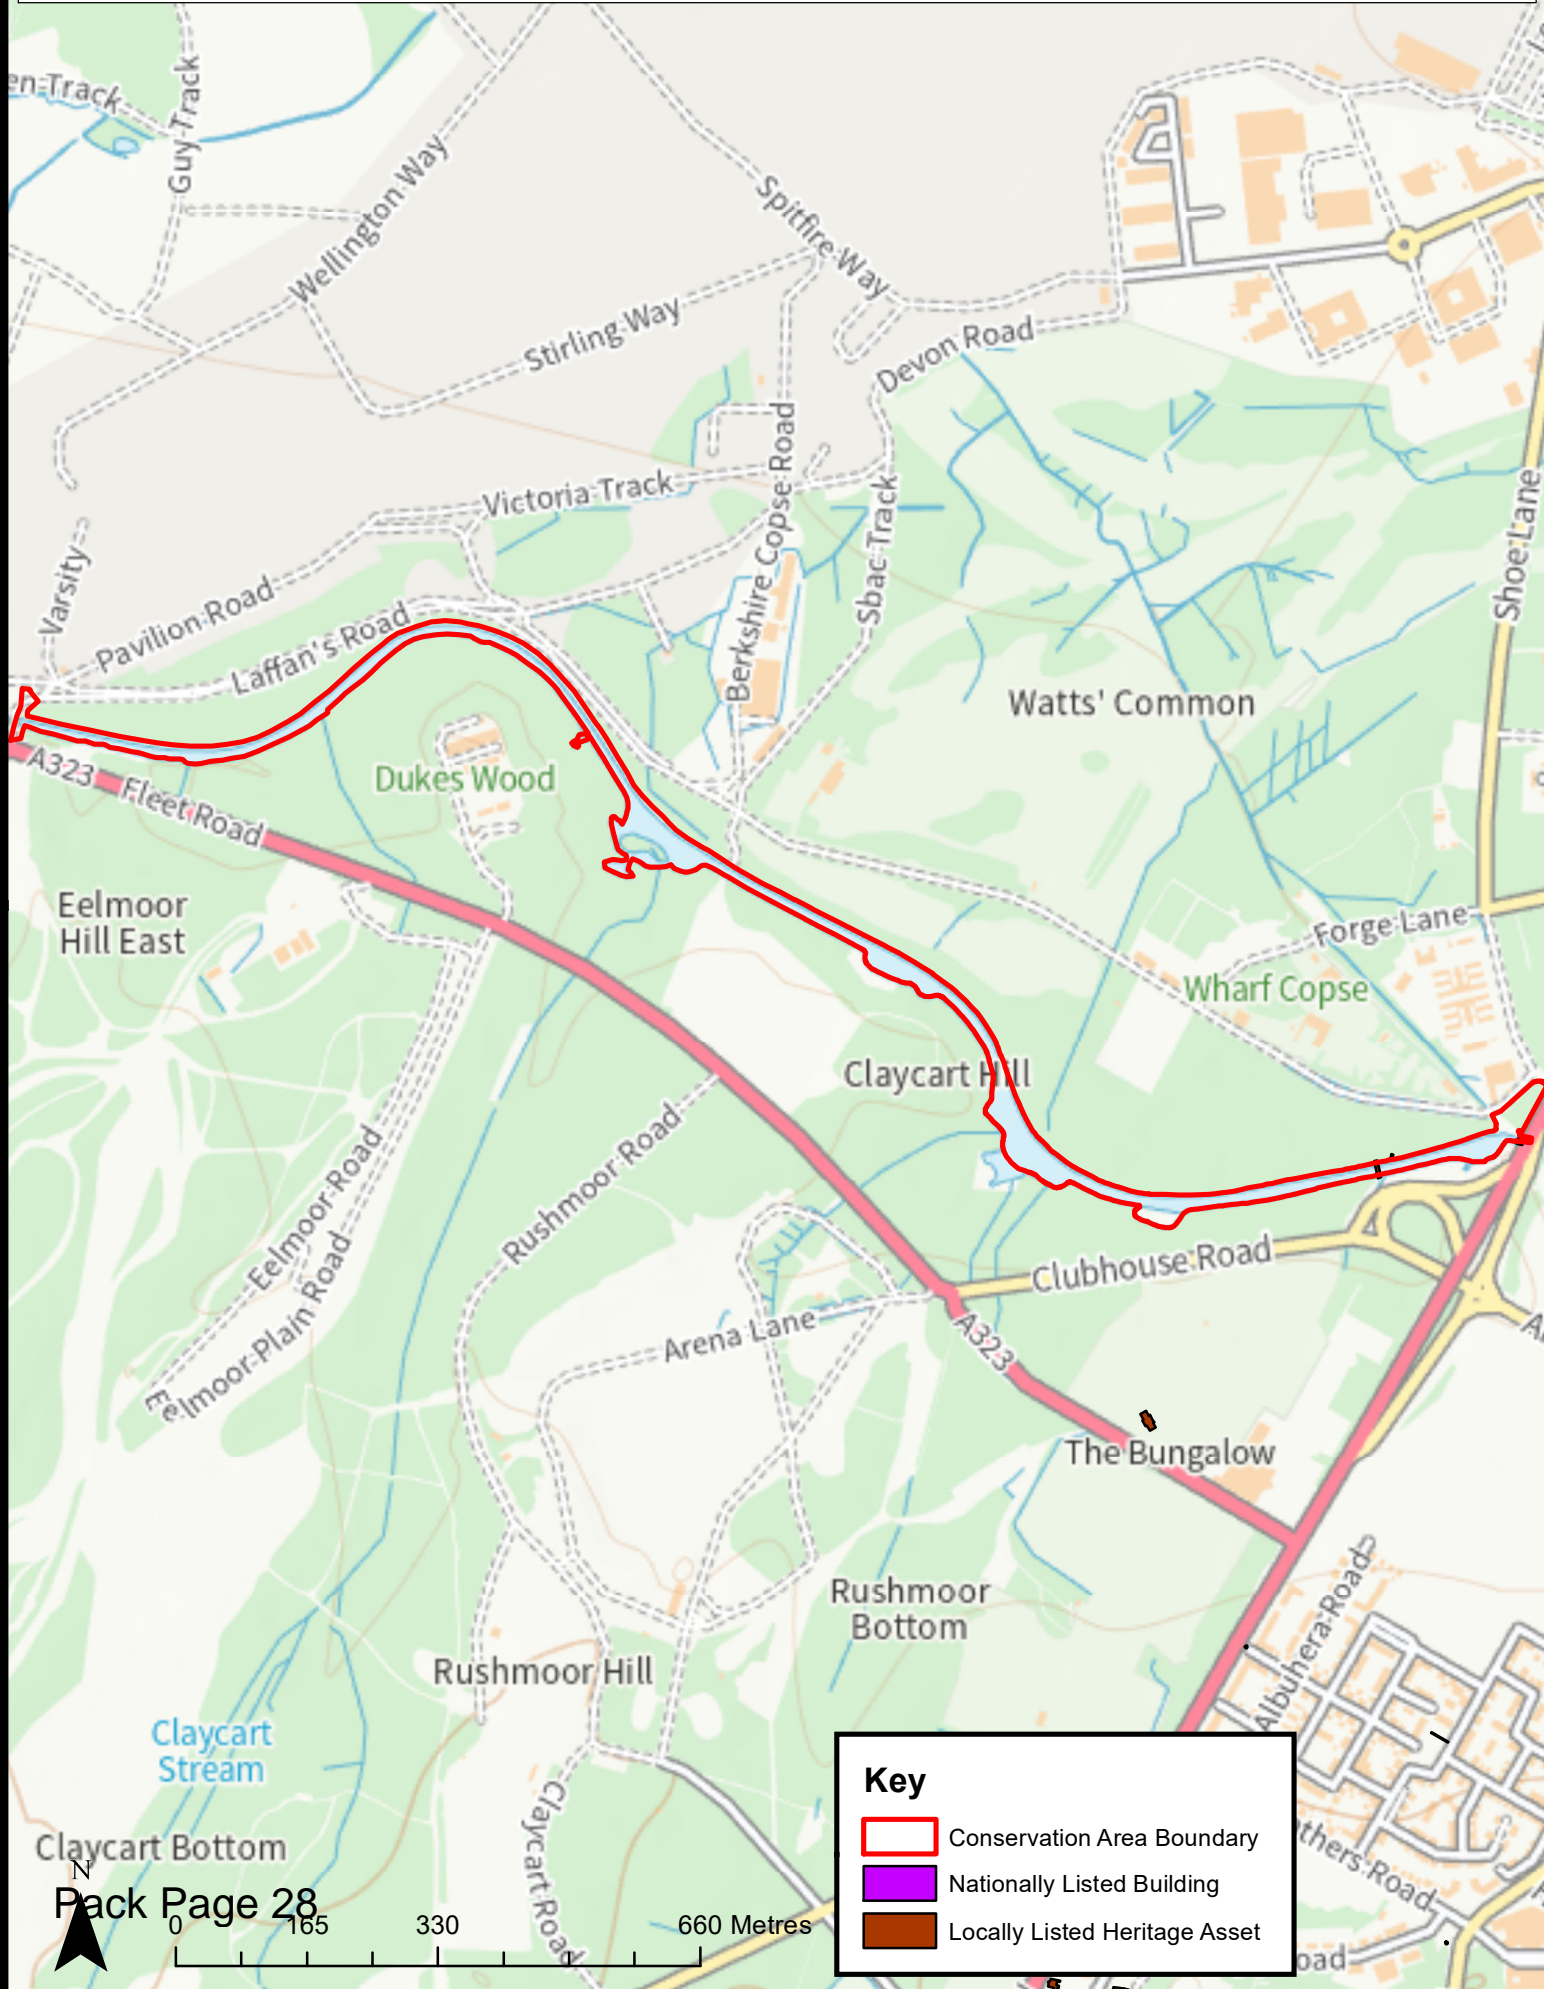 en Track
Guy Track
Wellington Way
Spitfire Way
Stirling Way
Devon Road
Victoria Track
Berkshire Copse Road
Sbac Track
Shoe Lane
Varsity
Pavilion Road
Laffan's Road
Watts' Common
A323
Fleet Road
Dukes Wood
Eelmoor
Hill East
Forge Lane
Wharf Copse
Claycart Hill
Rushmoor Road
Eelmoor Road
Eelmoor Plain Road
Clubhouse Road
Arena Lane
A323
The Bungalow
Rushmoor
Bottom
Albuhera Road
Rushmoor Hill
Claycart
Stream
Claycart Road
Claycart Bottom
N
Pack Page 28
0 165 330 660 Metres
Key
Conservation Area Boundary
Nationally Listed Building
Locally Listed Heritage Asset
thers Road
oad